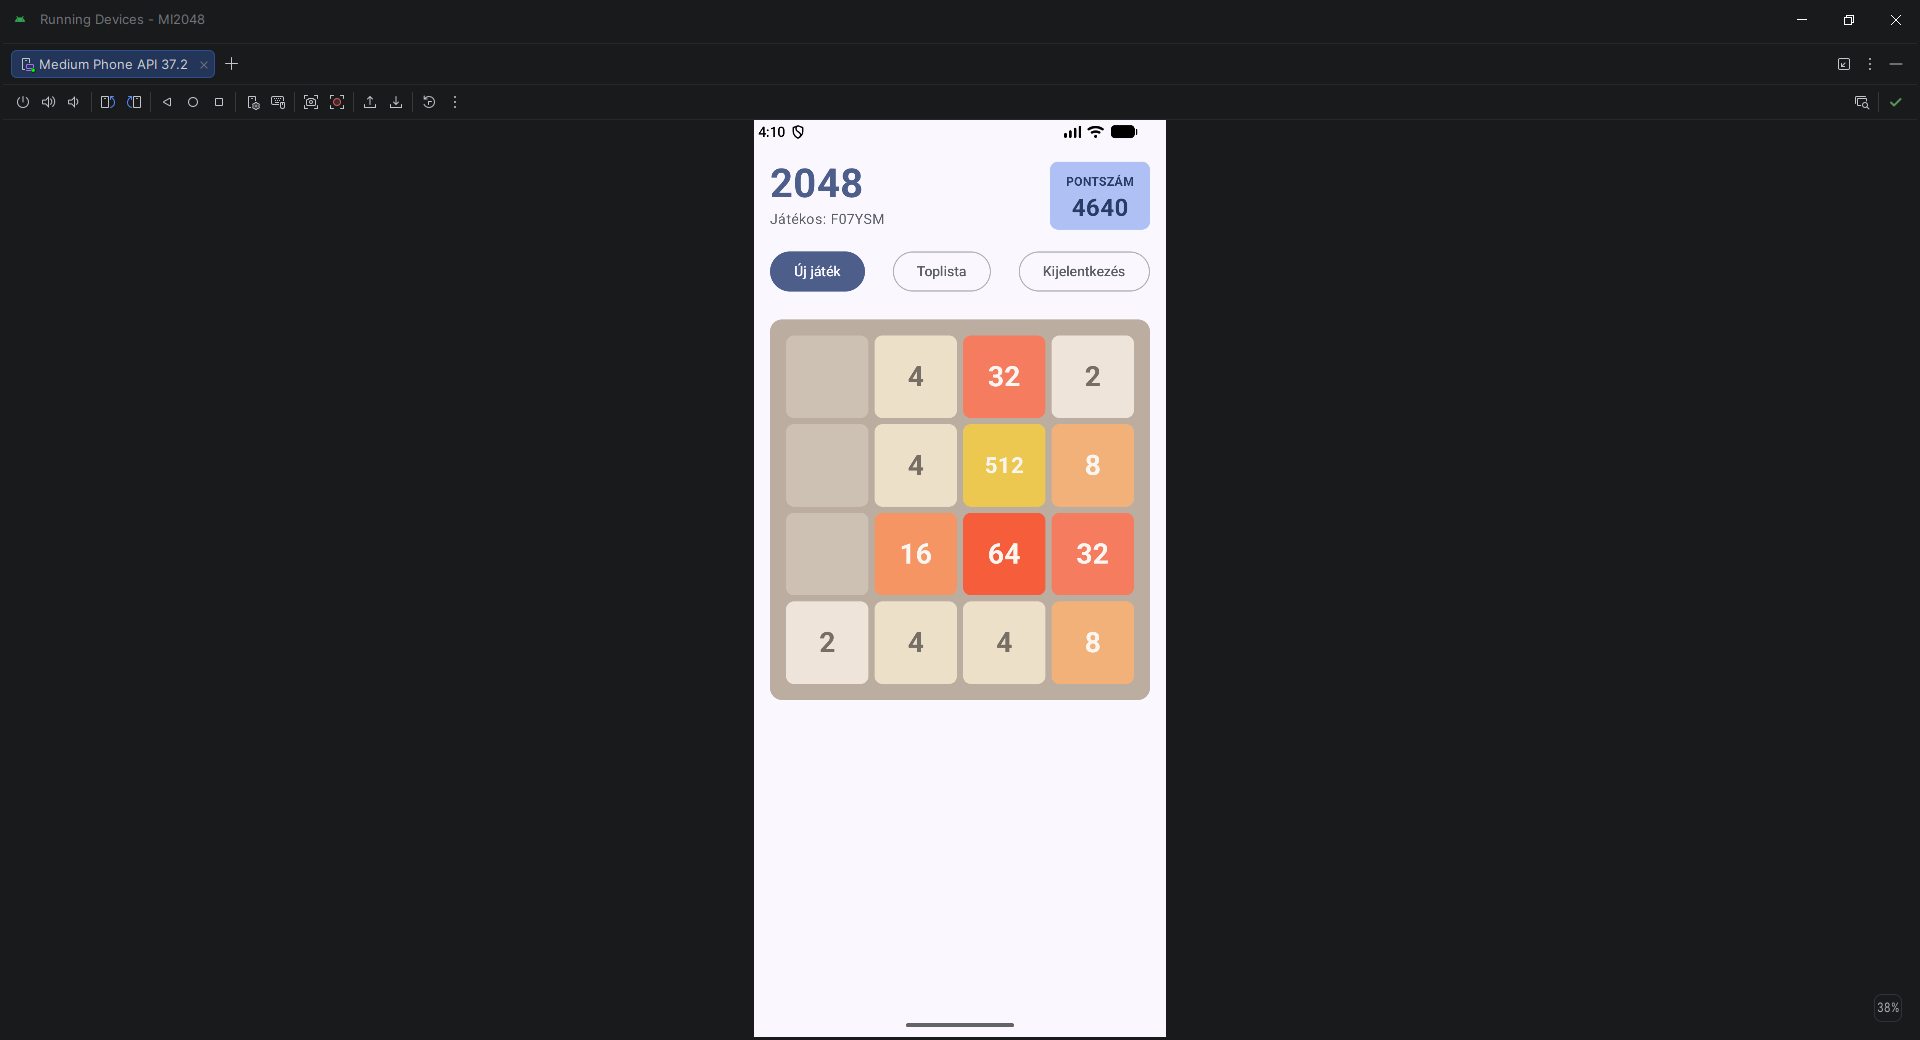 Running Devices - MI2048
Medium Phone API 37.2
4:10
2048
PONTSZÁM
4640
Játékos: F07YSM
Új játék
Toplista
Kijelentkezés
4 32 2
4 512 8
16 64 32
2 4 4 8
38%